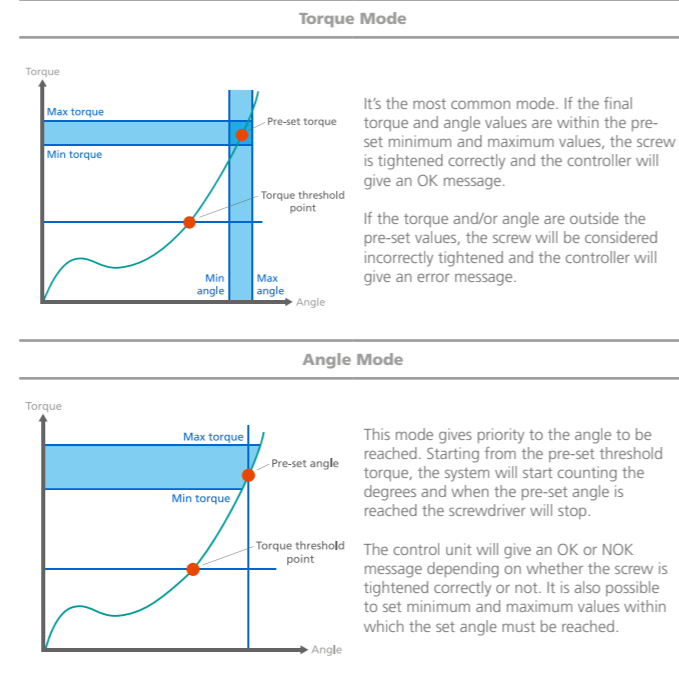 Torque Mode
Torque
Max torque
Min torque
Pre-set torque
Torque threshold
point
Min
angle
Max
angle
Angle
It's the most common mode. If the final
torque and angle values are within the pre-
set minimum and maximum values, the screw
is tightened correctly and the controller will
give an OK message.
If the torque and/or angle are outside the
pre-set values, the screw will be considered
incorrectly tightened and the controller will
give an error message.
Angle Mode
Torque
Max torque
Pre-set angle
Min torque
Torque threshold
point
Angle
This mode gives priority to the angle to be
reached. Starting from the pre-set threshold
torque, the system will start counting the
degrees and when the pre-set angle is
reached the screwdriver will stop.
The control unit will give an OK or NOK
message depending on whether the screw is
tightened correctly or not. It is also possible
to set minimum and maximum values within
which the set angle must be reached.